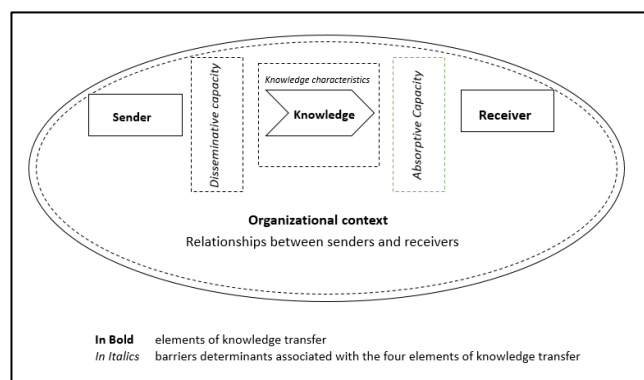 Knowledge characteristics
Sender
Disseminative capacity
Knowledge
Absorptive Capacity
Receiver
Organizational context
Relationships between senders and receivers
In Bold elements of knowledge transfer
In Italics barriers determinants associated with the four elements of knowledge transfer